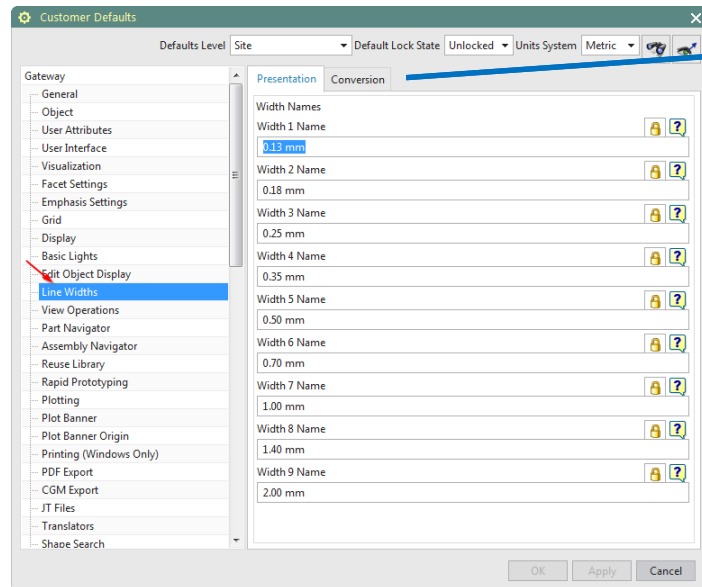 Customer Defaults
Defaults Level Site Default Lock State Unlocked Units System Metric
Gateway
General
Object
User Attributes
User Interface
Visualization
Facet Settings
Emphasis Settings
Grid
Display
Basic Lights
Edit Object Display
Line Widths
View Operations
Part Navigator
Assembly Navigator
Reuse Library
Rapid Prototyping
Plotting
Plot Banner
Plot Banner Origin
Printing (Windows Only)
PDF Export
CGM Export
JT Files
Translators
Shape Search
Presentation Conversion
Width Names
Width 1 Name
0.13 mm
Width 2 Name
0.18 mm
Width 3 Name
0.25 mm
Width 4 Name
0.35 mm
Width 5 Name
0.50 mm
Width 6 Name
0.70 mm
Width 7 Name
1.00 mm
Width 8 Name
1.40 mm
Width 9 Name
2.00 mm
OK Apply Cancel